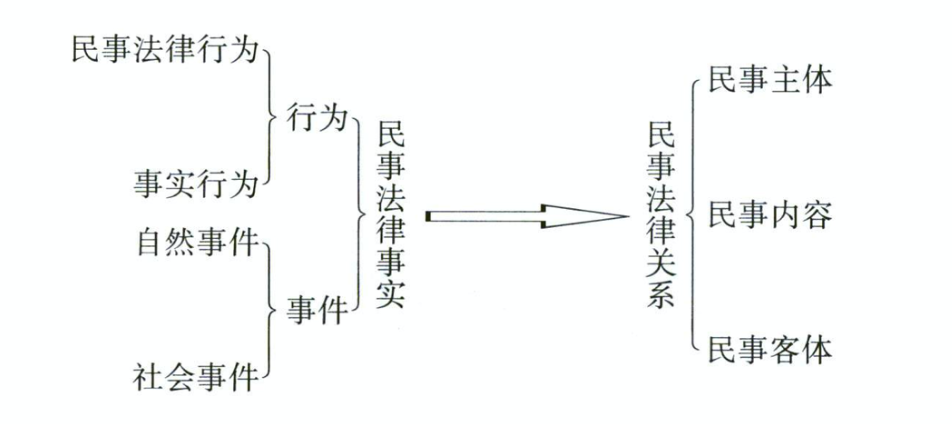 民事法律行为
行为
事实行为
自然事件
事件
社会事件
民事法律事实
民事法律关系
民事主体
民事内容
民事客体